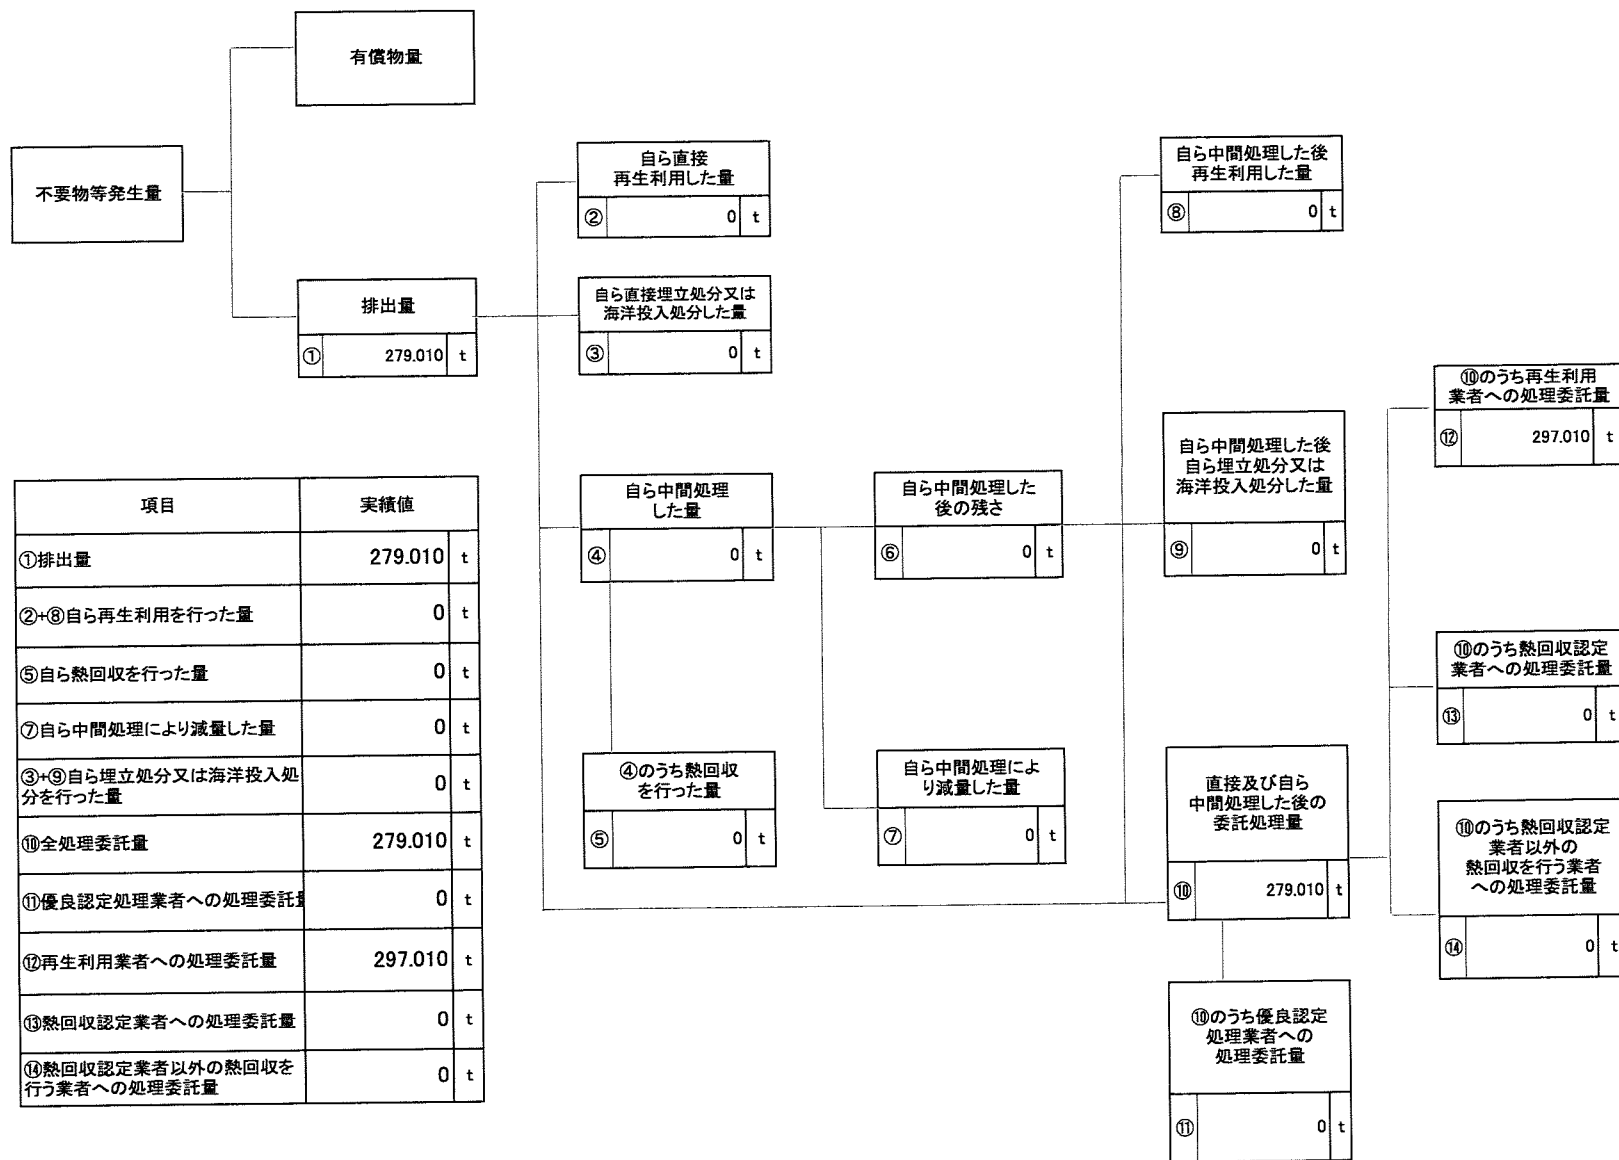 有償物量
不要物等発生量
排出量
① 279.010 t
自ら直接
再生利用した量
② 0 t
自ら直接埋立処分又は
海洋投入処分した量
③ 0 t
自ら中間処理
した量
④ 0 t
④のうち熱回収
を行った量
⑤ 0 t
自ら中間処理した
後の残さ
⑥ 0 t
自ら中間処理によ
り減量した量
⑦ 0 t
自ら中間処理した後
再生利用した量
⑧ 0 t
自ら中間処理した後
自ら埋立処分又は
海洋投入処分した量
⑨ 0 t
直接及び自ら
中間処理した後の
委託処理量
⑩ 279.010 t
⑩のうち優良認定
処理業者への
処理委託量
⑪ 0 t
⑩のうち再生利用
業者への処理委託量
⑫ 297.010 t
⑩のうち熱回収認定
業者への処理委託量
⑬ 0 t
⑩のうち熱回収認定
業者以外の
熱回収を行う業者
への処理委託量
⑭ 0 t
項目 実績値
①排出量 279.010 t
②+⑧自ら再生利用を行った量 0 t
⑤自ら熱回収を行った量 0 t
⑦自ら中間処理により減量した量 0 t
③+⑨自ら埋立処分又は海洋投入処
分を行った量 0 t
⑩全処理委託量 279.010 t
⑪優良認定処理業者への処理委託量 0 t
⑫再生利用業者への処理委託量 297.010 t
⑬熱回収認定業者への処理委託量 0 t
⑭熱回収認定業者以外の熱回収を
行う業者への処理委託量 0 t